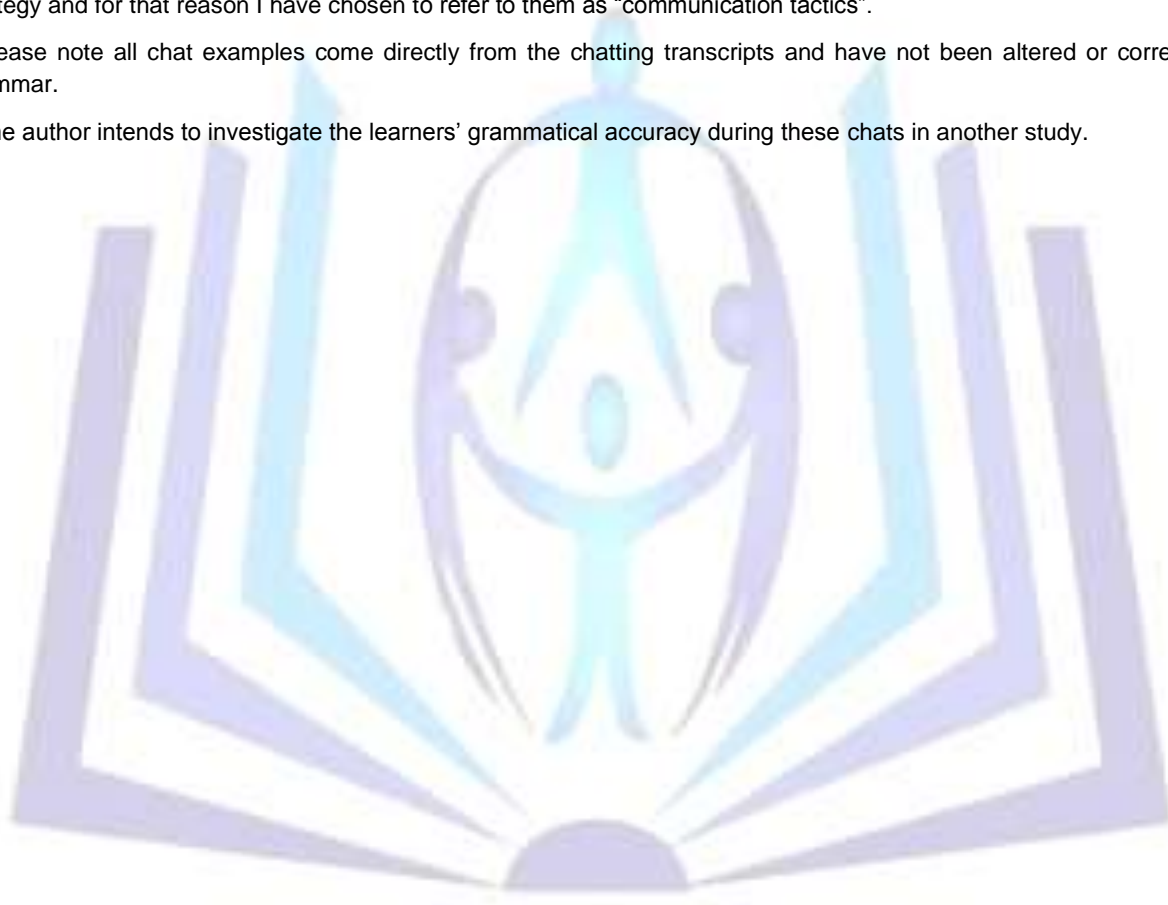 tegy and for that reason I have chosen to refer to them as "communication tactics".
ease note all chat examples come directly from the chatting transcripts and have not been altered or corre
mmar.
ne author intends to investigate the learners' grammatical accuracy during these chats in another study.